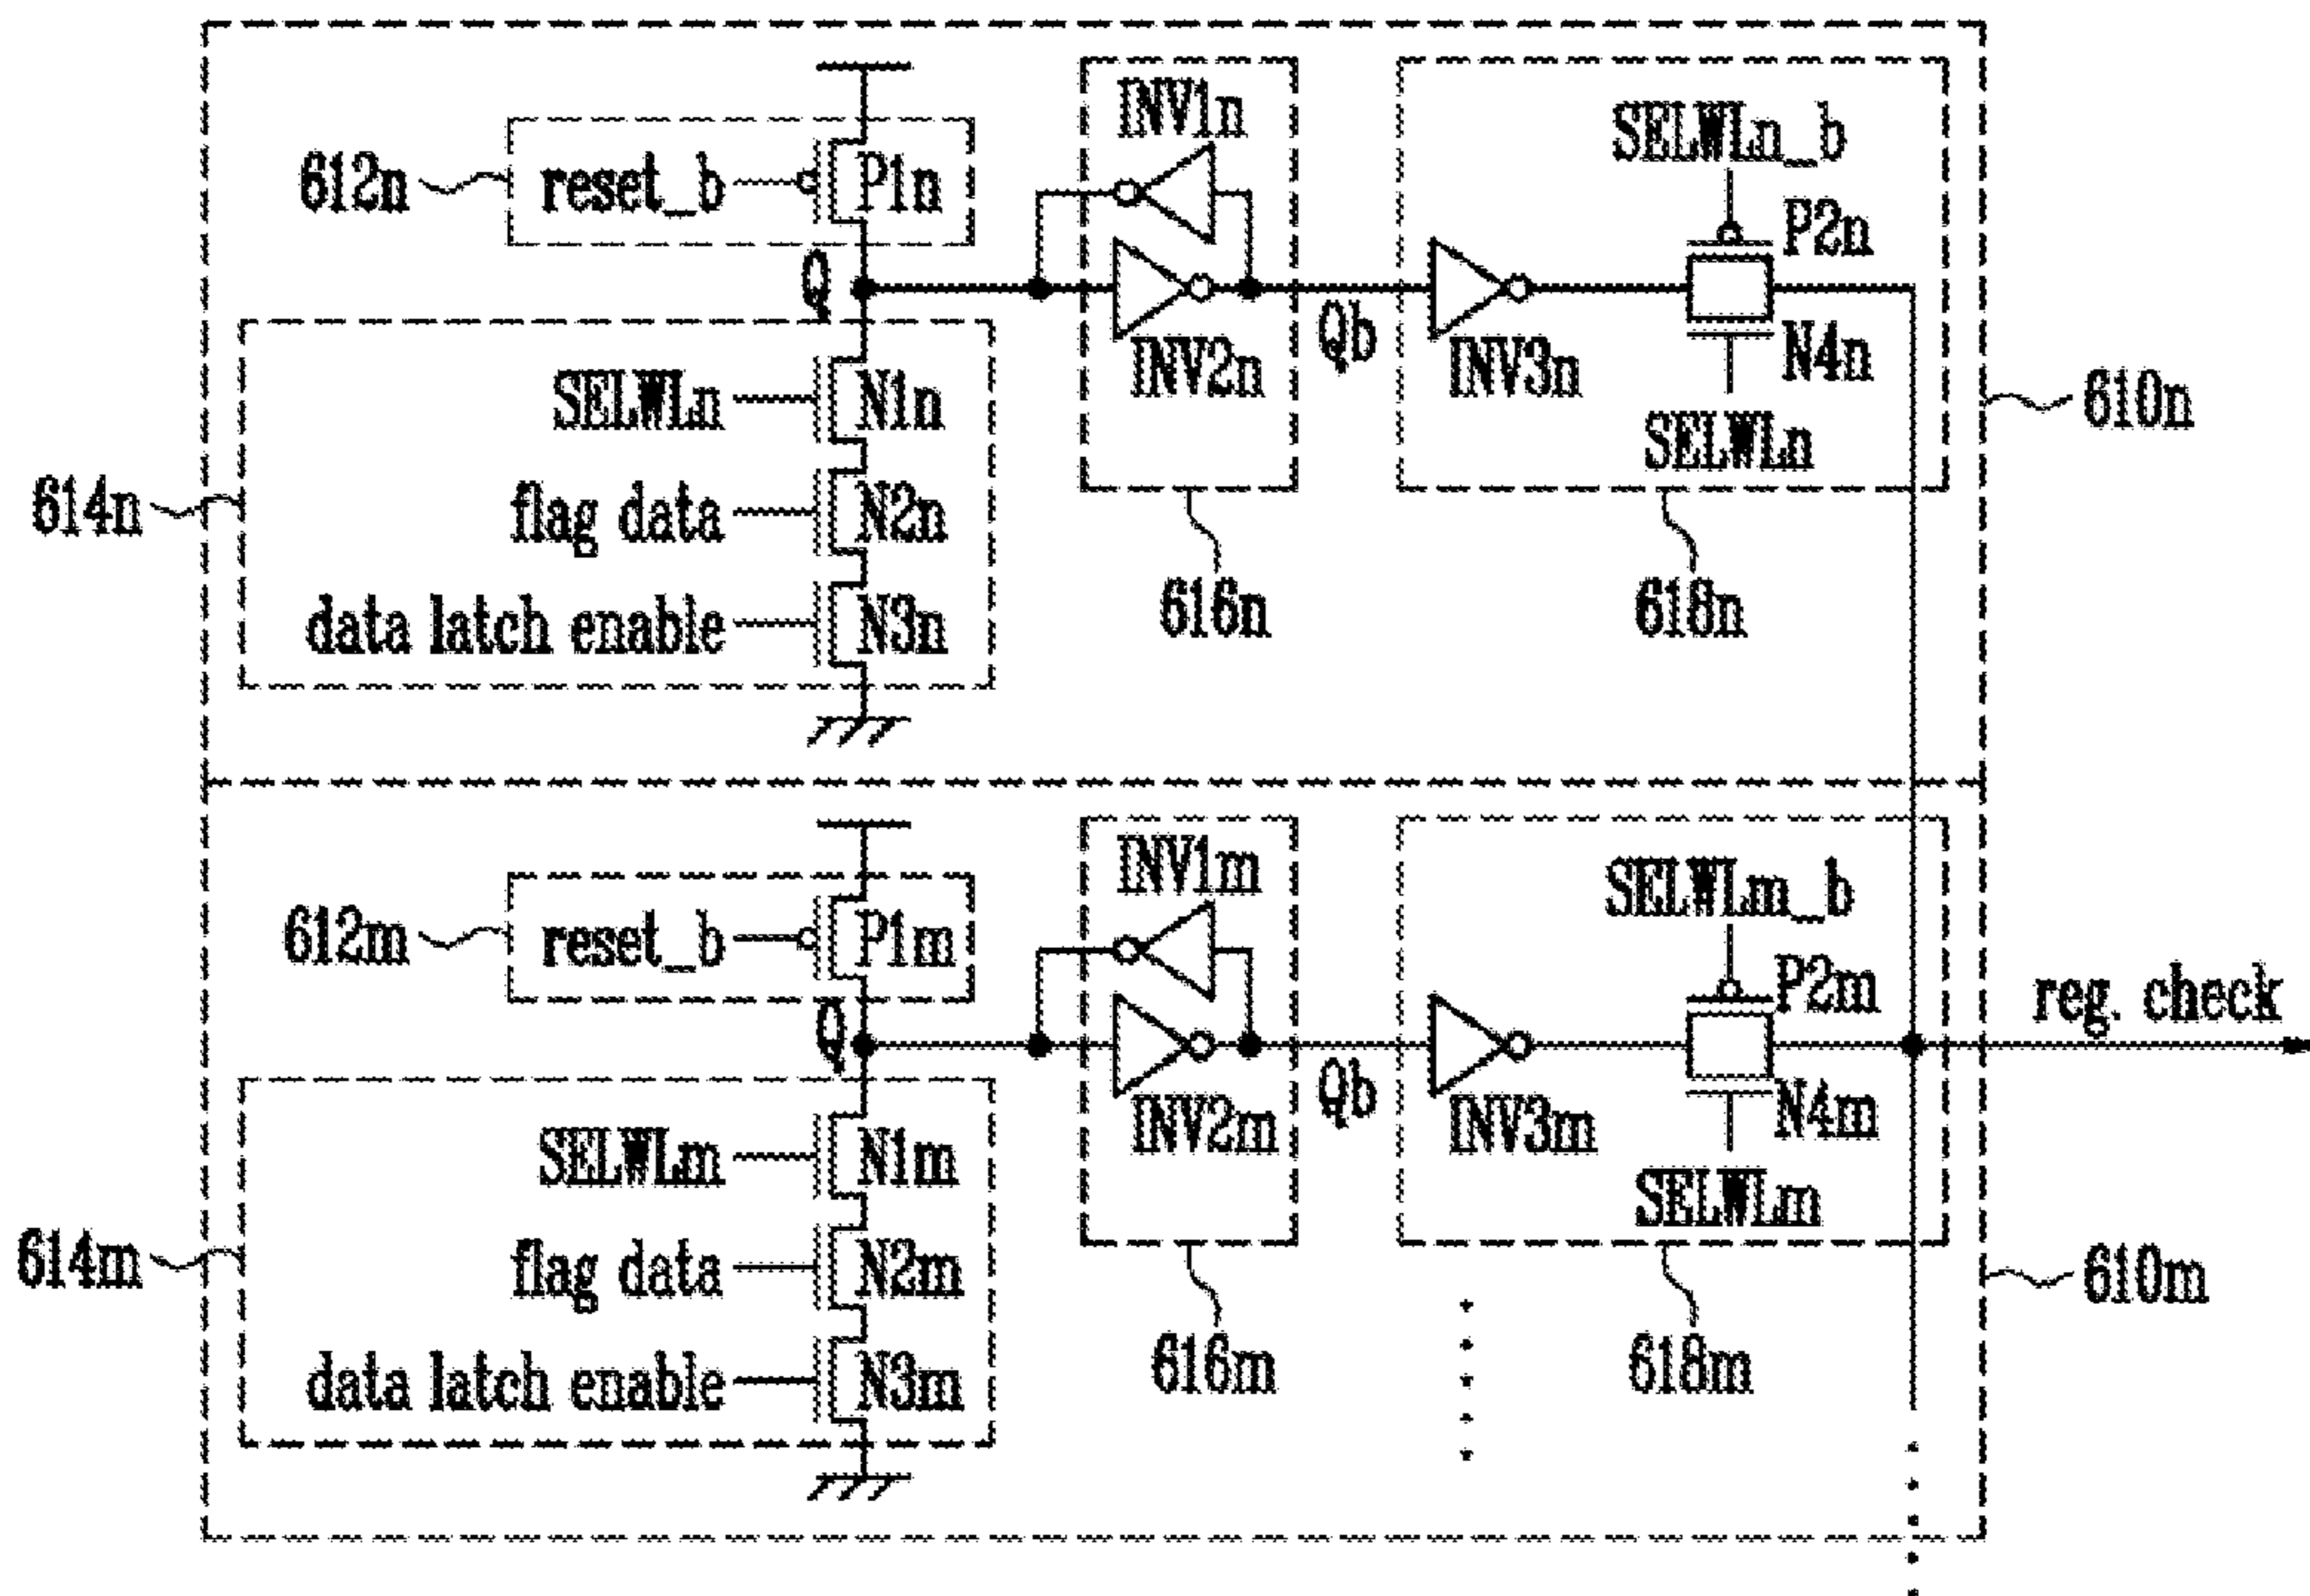 INV1n
SELWLn_b
612n
reset_b
P1n
P2n
Q
INV2n
Qb
INV3n
N4n
SELWLn
N1n
610n
SELWLn
614n
flag data
N2n
616n
618n
data latch enable
N3n
INV1m
SELWLm_b
612m
reset_b
P1m
P2m
reg. check
Q
INV2m
Qb
INV3m
N4m
SELWLm
N1m
SELWLm
614m
flag data
N2m
610m
616m
618m
data latch enable
N3m